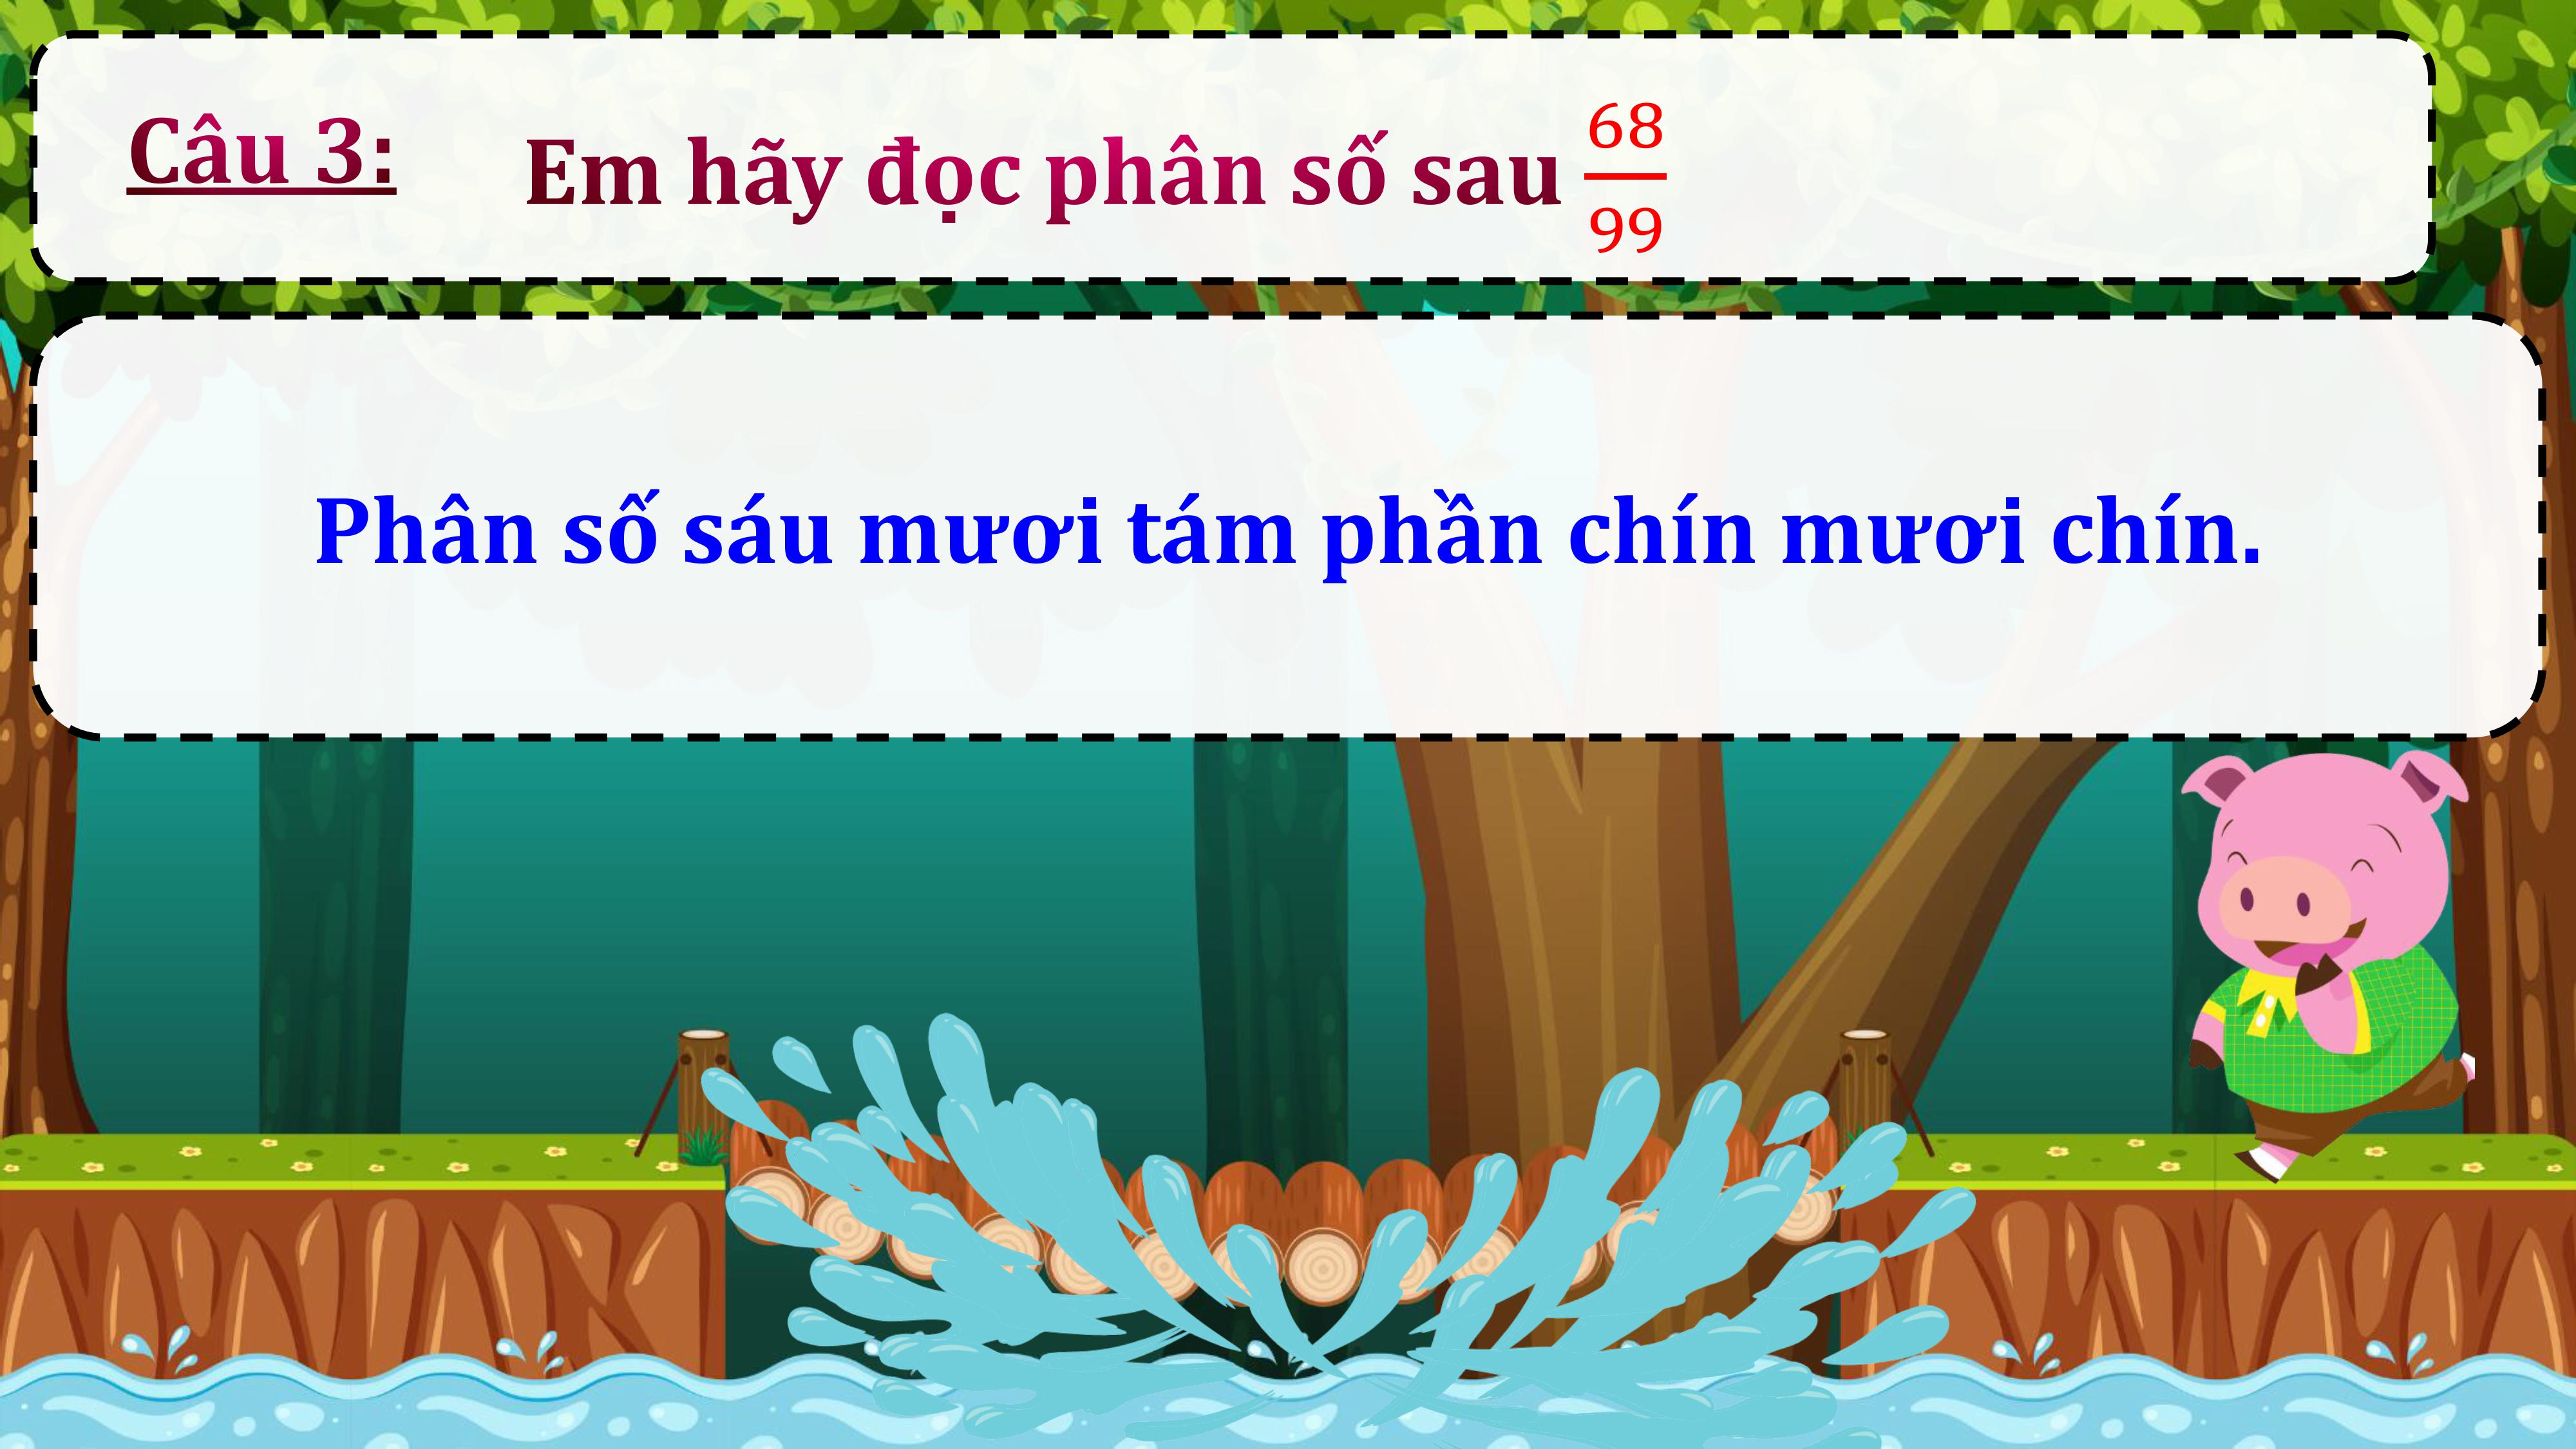 Câu 3:
Em hãy đọc phân số sau 68/99
Phân số sáu mươi tám phần chín mươi chín.